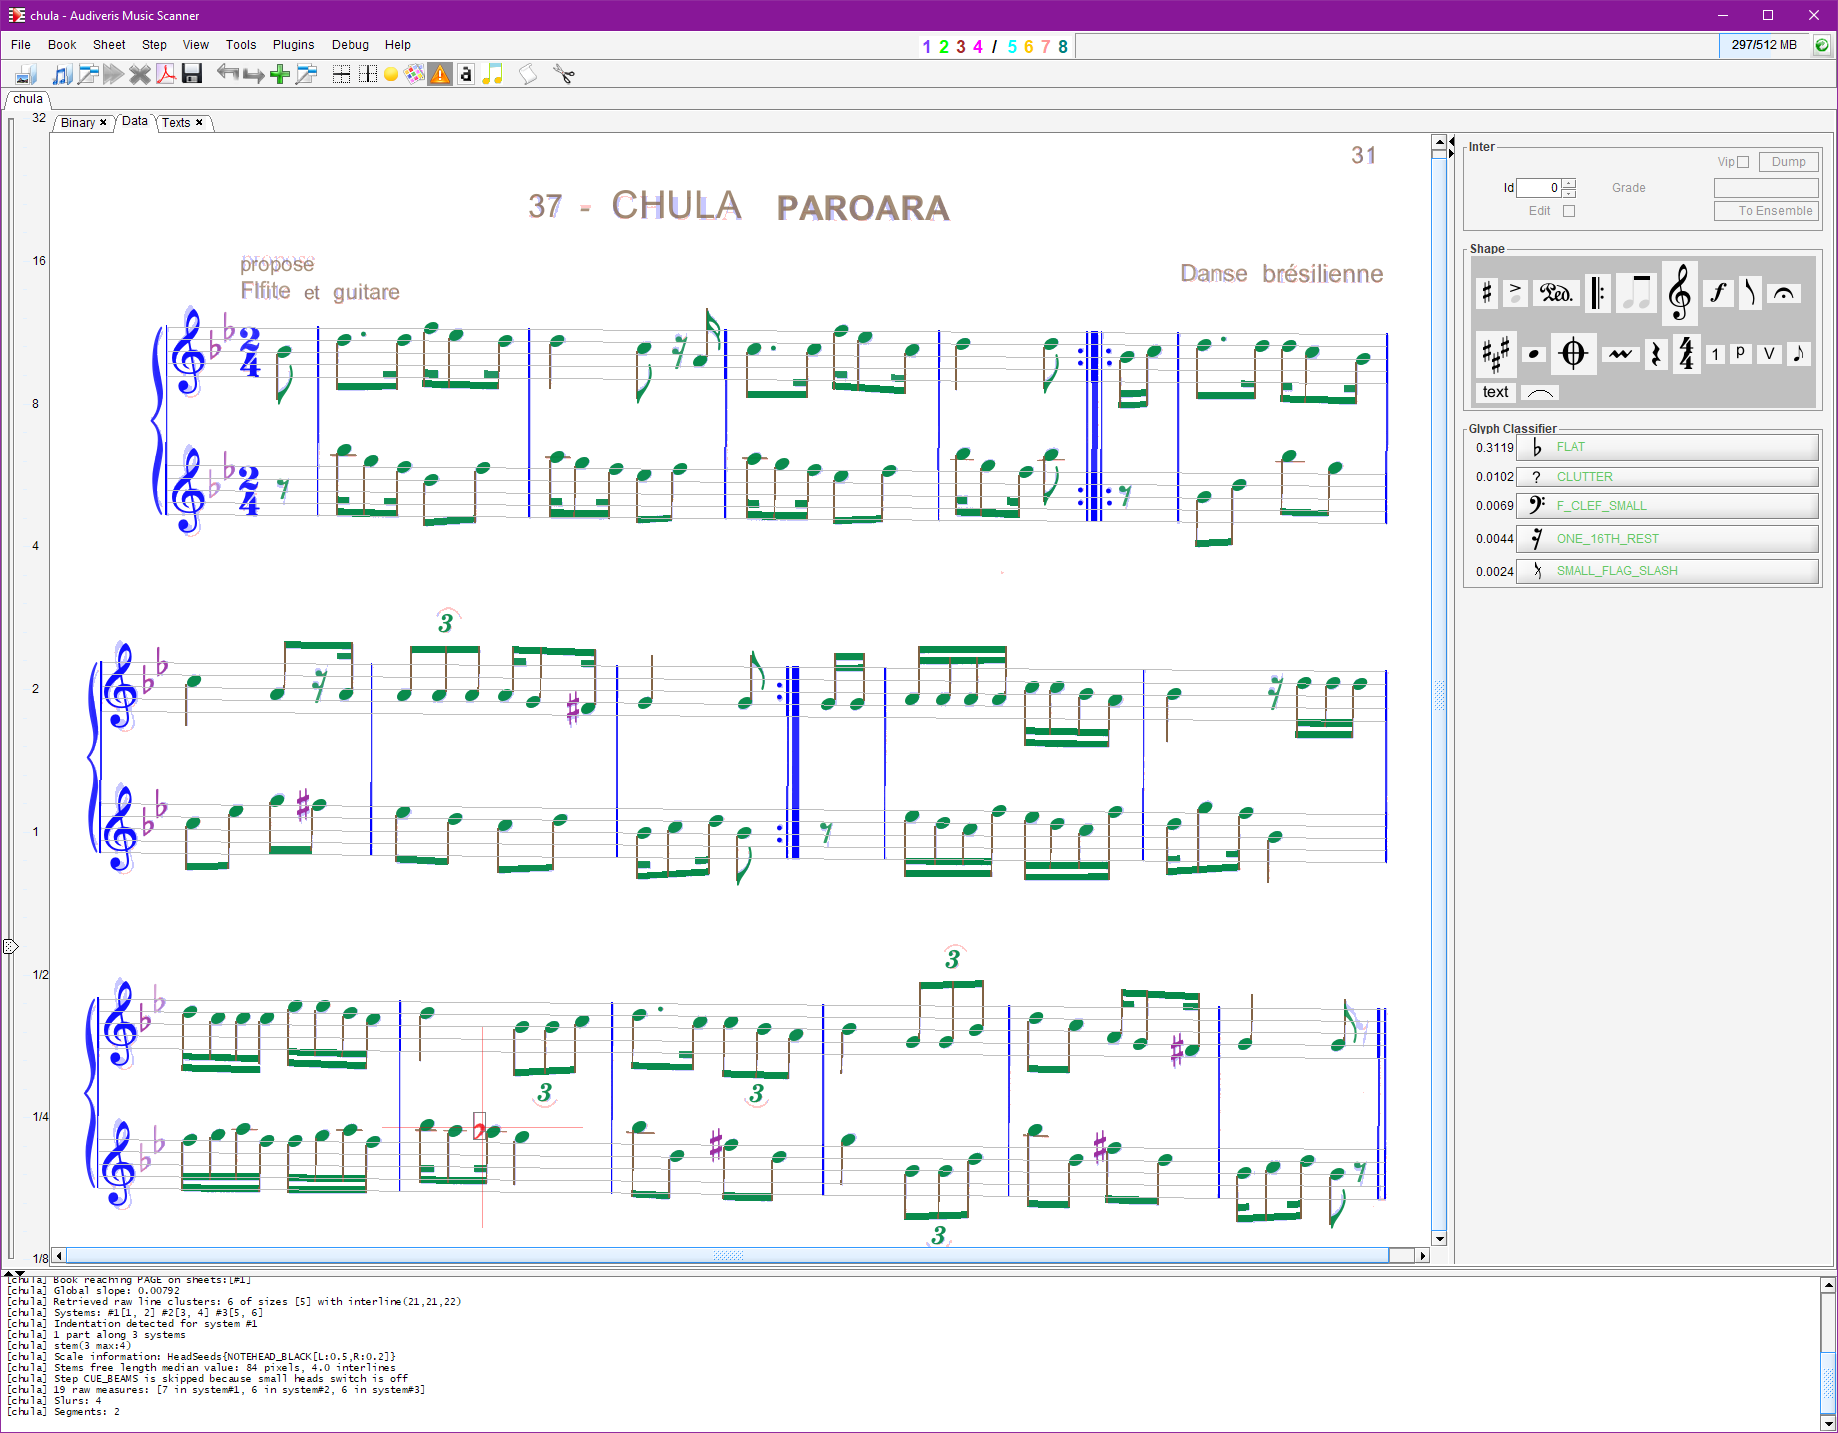 chula - Audiveris Music Scanner
File Book Sheet Step View Tools Plugins Debug Help
1 2 3 4 / 5 6 7 8
297/512 MB
chula
Binary Data Texts
32
16
8
4
2
1
1/2
1/4
1/8
31
37 - CHULA PAROARA
propose
Flfite et guitare
Danse brésilienne
2 4
2 4
3
3
3
3
3
Inter
Vip Dump
Id 0 Grade
Edit To Ensemble
Shape
1 P V
text
Glyph Classifier
0.3119 FLAT
0.0102 ? CLUTTER
0.0069 F_CLEF_SMALL
0.0044 ONE_16TH_REST
0.0024 SMALL_FLAG_SLASH
[chula] Book reaching PAGE on sheets:[#1]
[chula] Global slope: 0.00792
[chula] Retrieved raw line clusters: 6 of sizes [5] with interline(21,21,22)
[chula] Systems: #1[1, 2] #2[3, 4] #3[5, 6]
[chula] Indentation detected for system #1
[chula] 1 part along 3 systems
[chula] stem(3 max:4)
[chula] Scale information: HeadSeeds{NOTEHEAD_BLACK[L:0.5,R:0.2]}
[chula] Stems free length median value: 84 pixels, 4.0 interlines
[chula] Step CUE_BEAMS is skipped because small heads switch is off
[chula] 19 raw measures: [7 in system#1, 6 in system#2, 6 in system#3]
[chula] Slurs: 4
[chula] Segments: 2